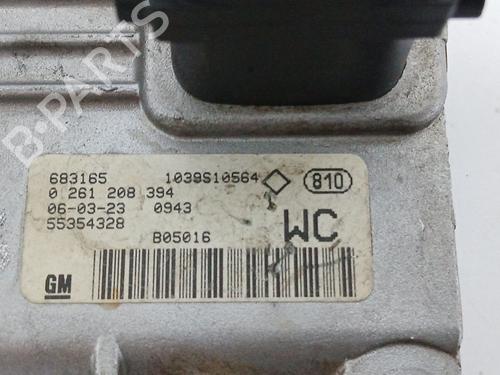 B-PARTS
683165 1039S10564 810
0 261 208 394
06-03-23 0943
55354328
B05016
WC
GM